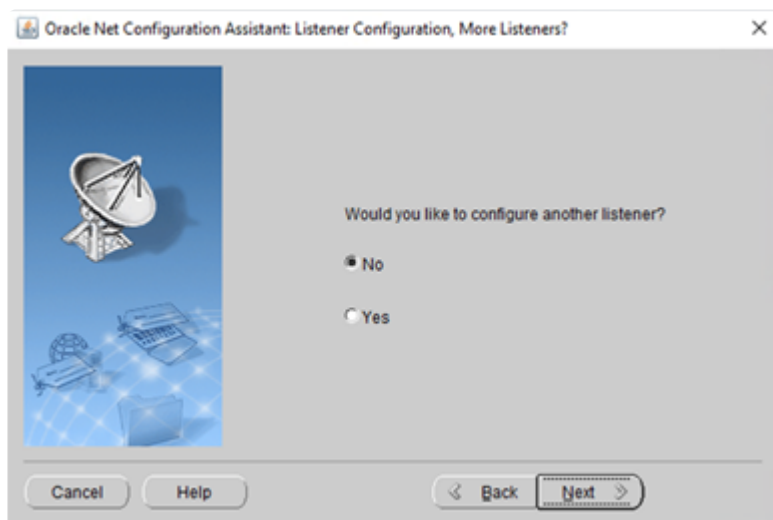 Oracle Net Configuration Assistant: Listener Configuration, More Listeners?
Would you like to configure another listener?
No
Yes
Cancel
Help
Back
Next